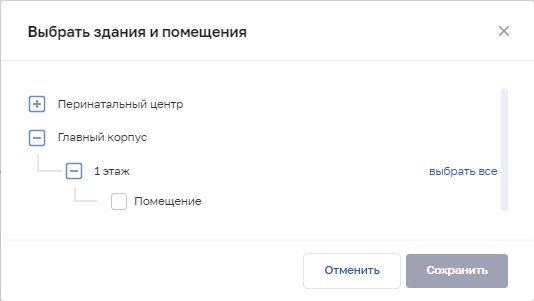 Выбрать здания и помещения
Перинатальный центр
Главный корпус
1 этаж выбрать все
Помещение
Отменить Сохранить